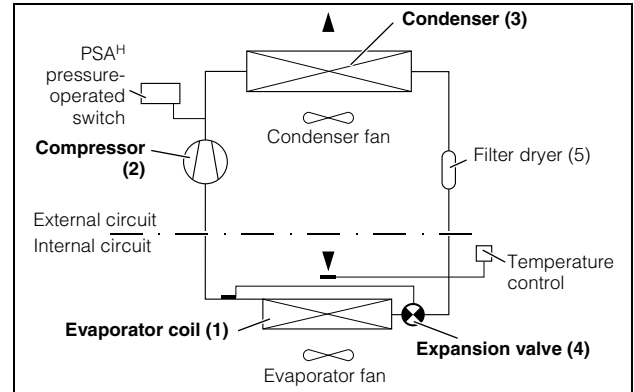 Condenser (3)
PSAᴴ
pressure-
operated
switch
Condenser fan
Compressor
(2)
Filter dryer (5)
External circuit
Internal circuit
Temperature
control
Evaporator coil (1)
Expansion valve (4)
Evaporator fan